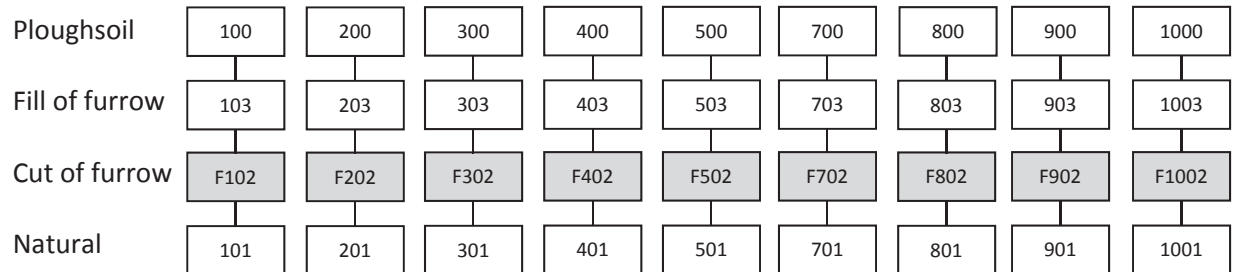 Ploughsoil 100 200 300 400 500 700 800 900 1000
Fill of furrow 103 203 303 403 503 703 803 903 1003
Cut of furrow F102 F202 F302 F402 F502 F702 F802 F902 F1002
Natural 101 201 301 401 501 701 801 901 1001